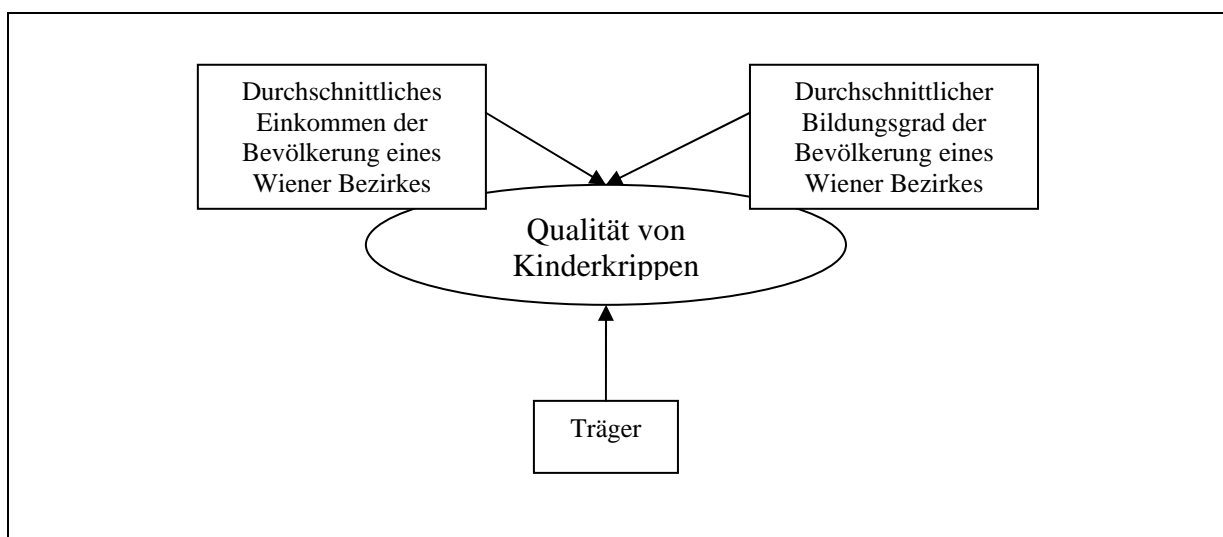 Durchschnittliches
Einkommen der
Bevölkerung eines
Wiener Bezirkes
Durchschnittlicher
Bildungsgrad der
Bevölkerung eines
Wiener Bezirkes
Qualität von
Kinderkrippen
Träger